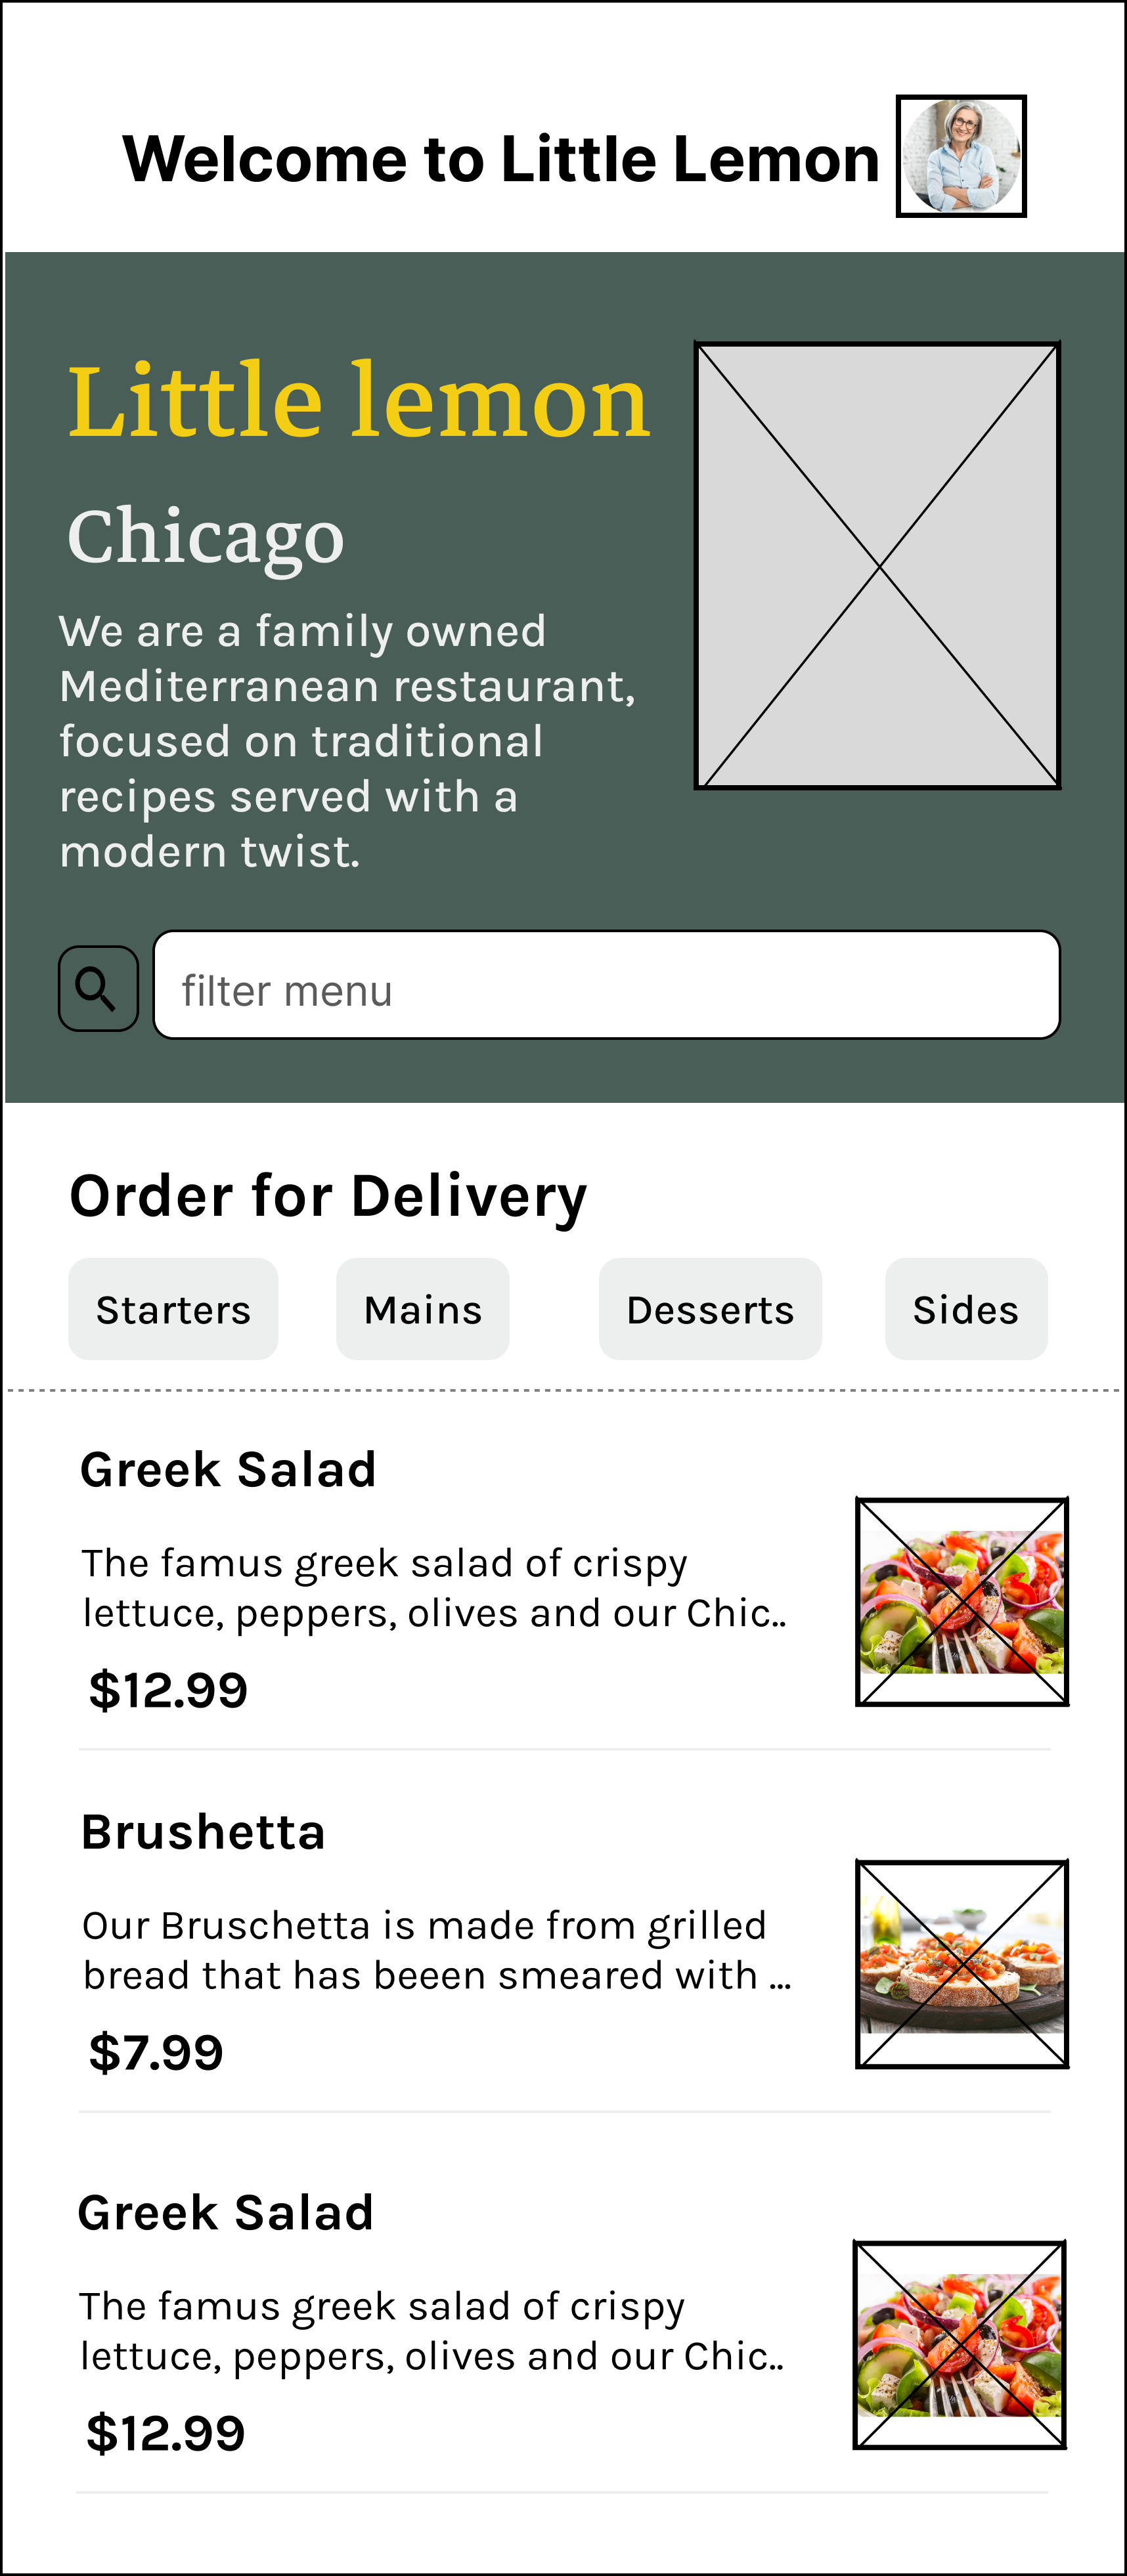 Welcome to Little Lemon
Little lemon
Chicago
We are a family owned
Mediterranean restaurant,
focused on traditional
recipes served with a
modern twist.
filter menu
Order for Delivery
Starters Mains Desserts Sides
Greek Salad
The famus greek salad of crispy
lettuce, peppers, olives and our Chic..
$12.99
Brushetta
Our Bruschetta is made from grilled
bread that has beeen smeared with ...
$7.99
Greek Salad
The famus greek salad of crispy
lettuce, peppers, olives and our Chic..
$12.99